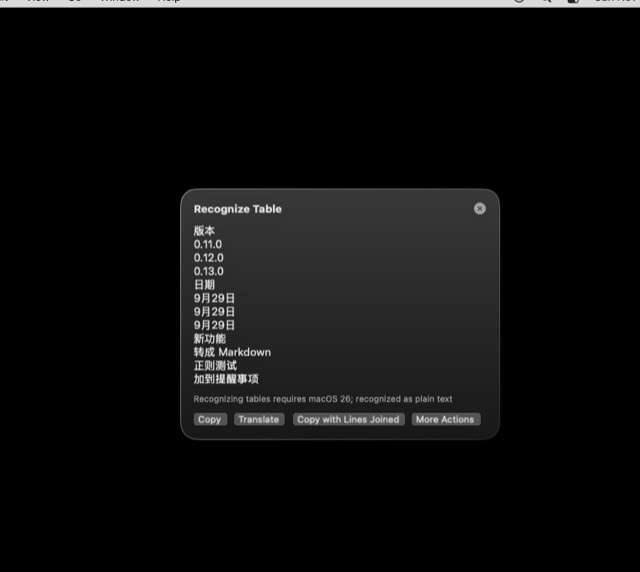 Window
Help
Recognize Table
版本
0.11.0
0.12.0
0.13.0
日期
9月29日
9月29日
9月29日
新功能
转成 Markdown
正则测试
加到提醒事项
Recognizing tables requires macOS 26; recognized as plain text
Copy
Translate
Copy with Lines Joined
More Actions